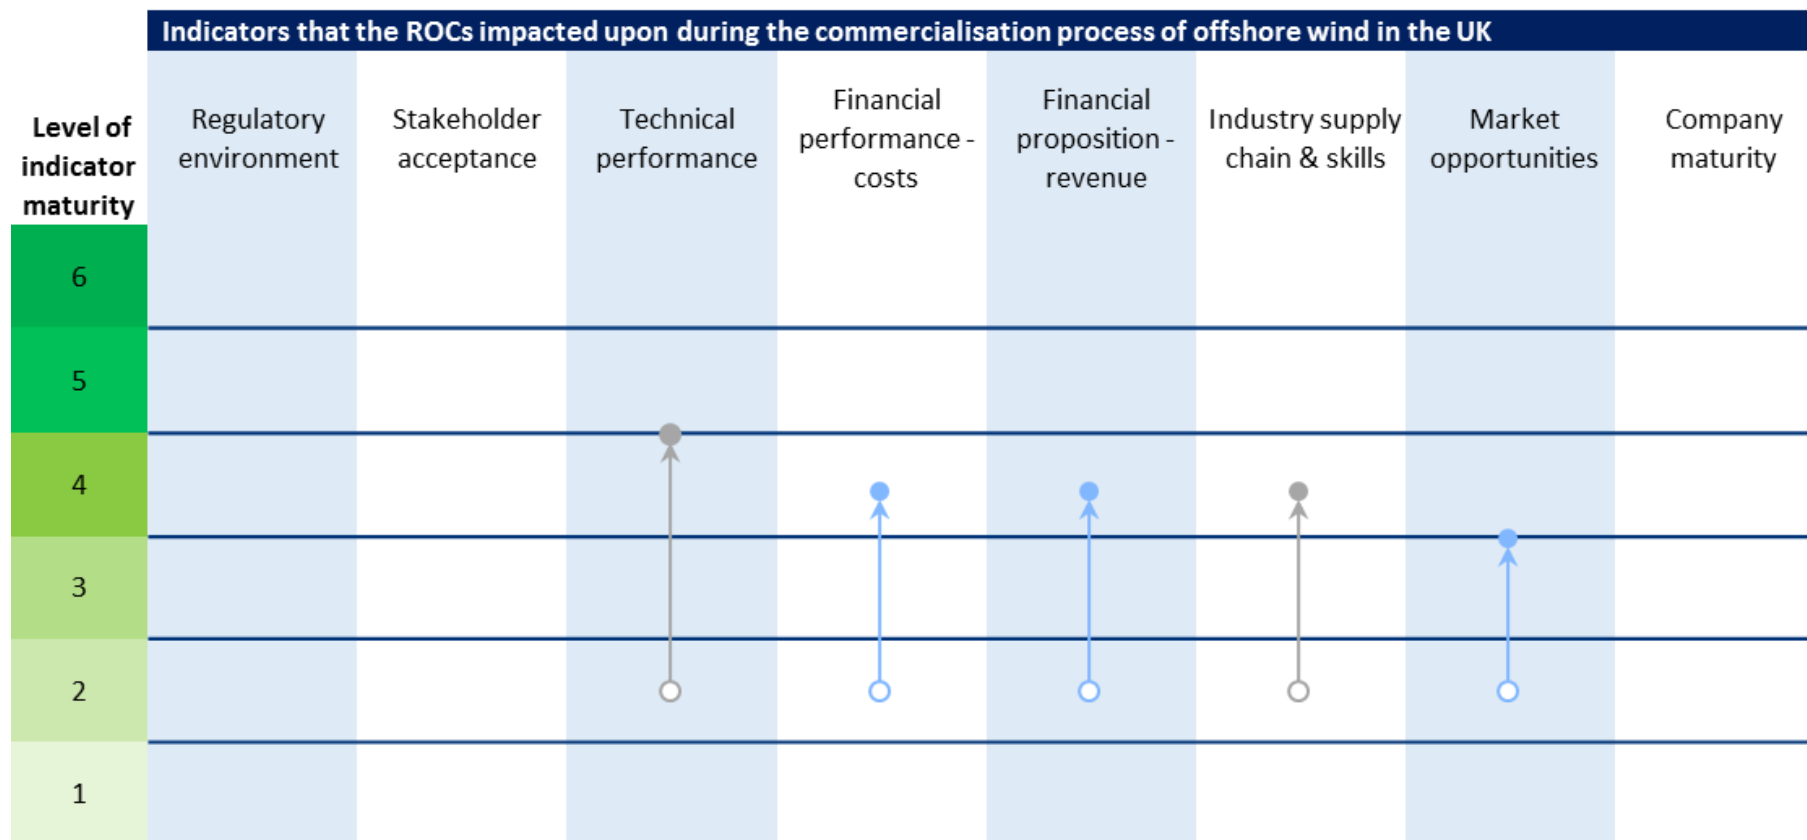 Indicators that the ROCs impacted upon during the commercialisation process of offshore wind in the UK
Level of
indicator
maturity
Regulatory
environment
Stakeholder
acceptance
Technical
performance
Financial
performance -
costs
Financial
proposition -
revenue
Industry supply
chain & skills
Market
opportunities
Company
maturity
6
5
4
3
2
1